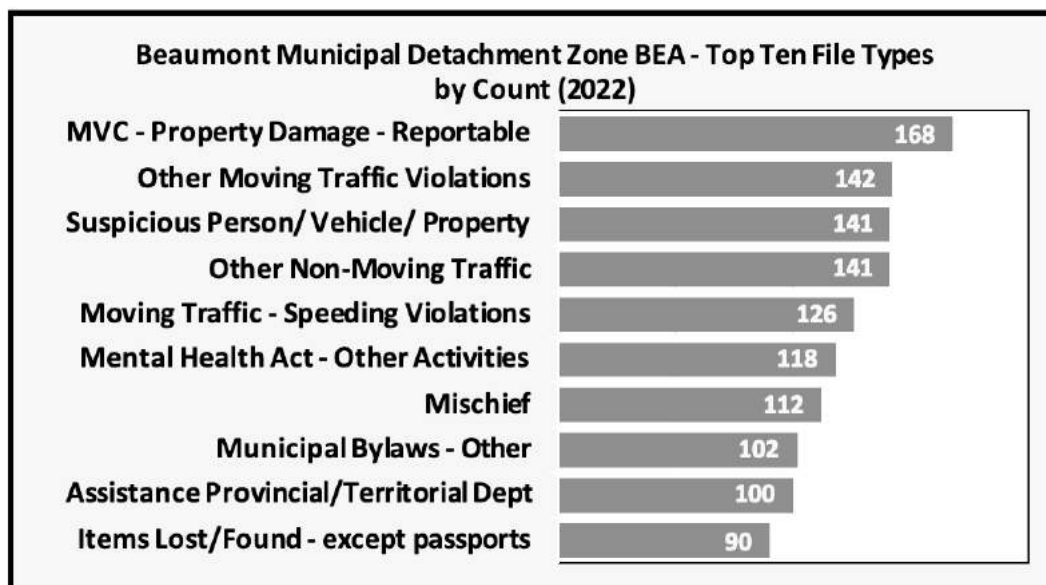 Beaumont Municipal Detachment Zone BEA - Top Ten File Types
by Count (2022)
MVC - Property Damage - Reportable 168
Other Moving Traffic Violations 142
Suspicious Person/ Vehicle/ Property 141
Other Non-Moving Traffic 141
Moving Traffic - Speeding Violations 126
Mental Health Act - Other Activities 118
Mischief 112
Municipal Bylaws - Other 102
Assistance Provincial/Territorial Dept 100
Items Lost/Found - except passports 90